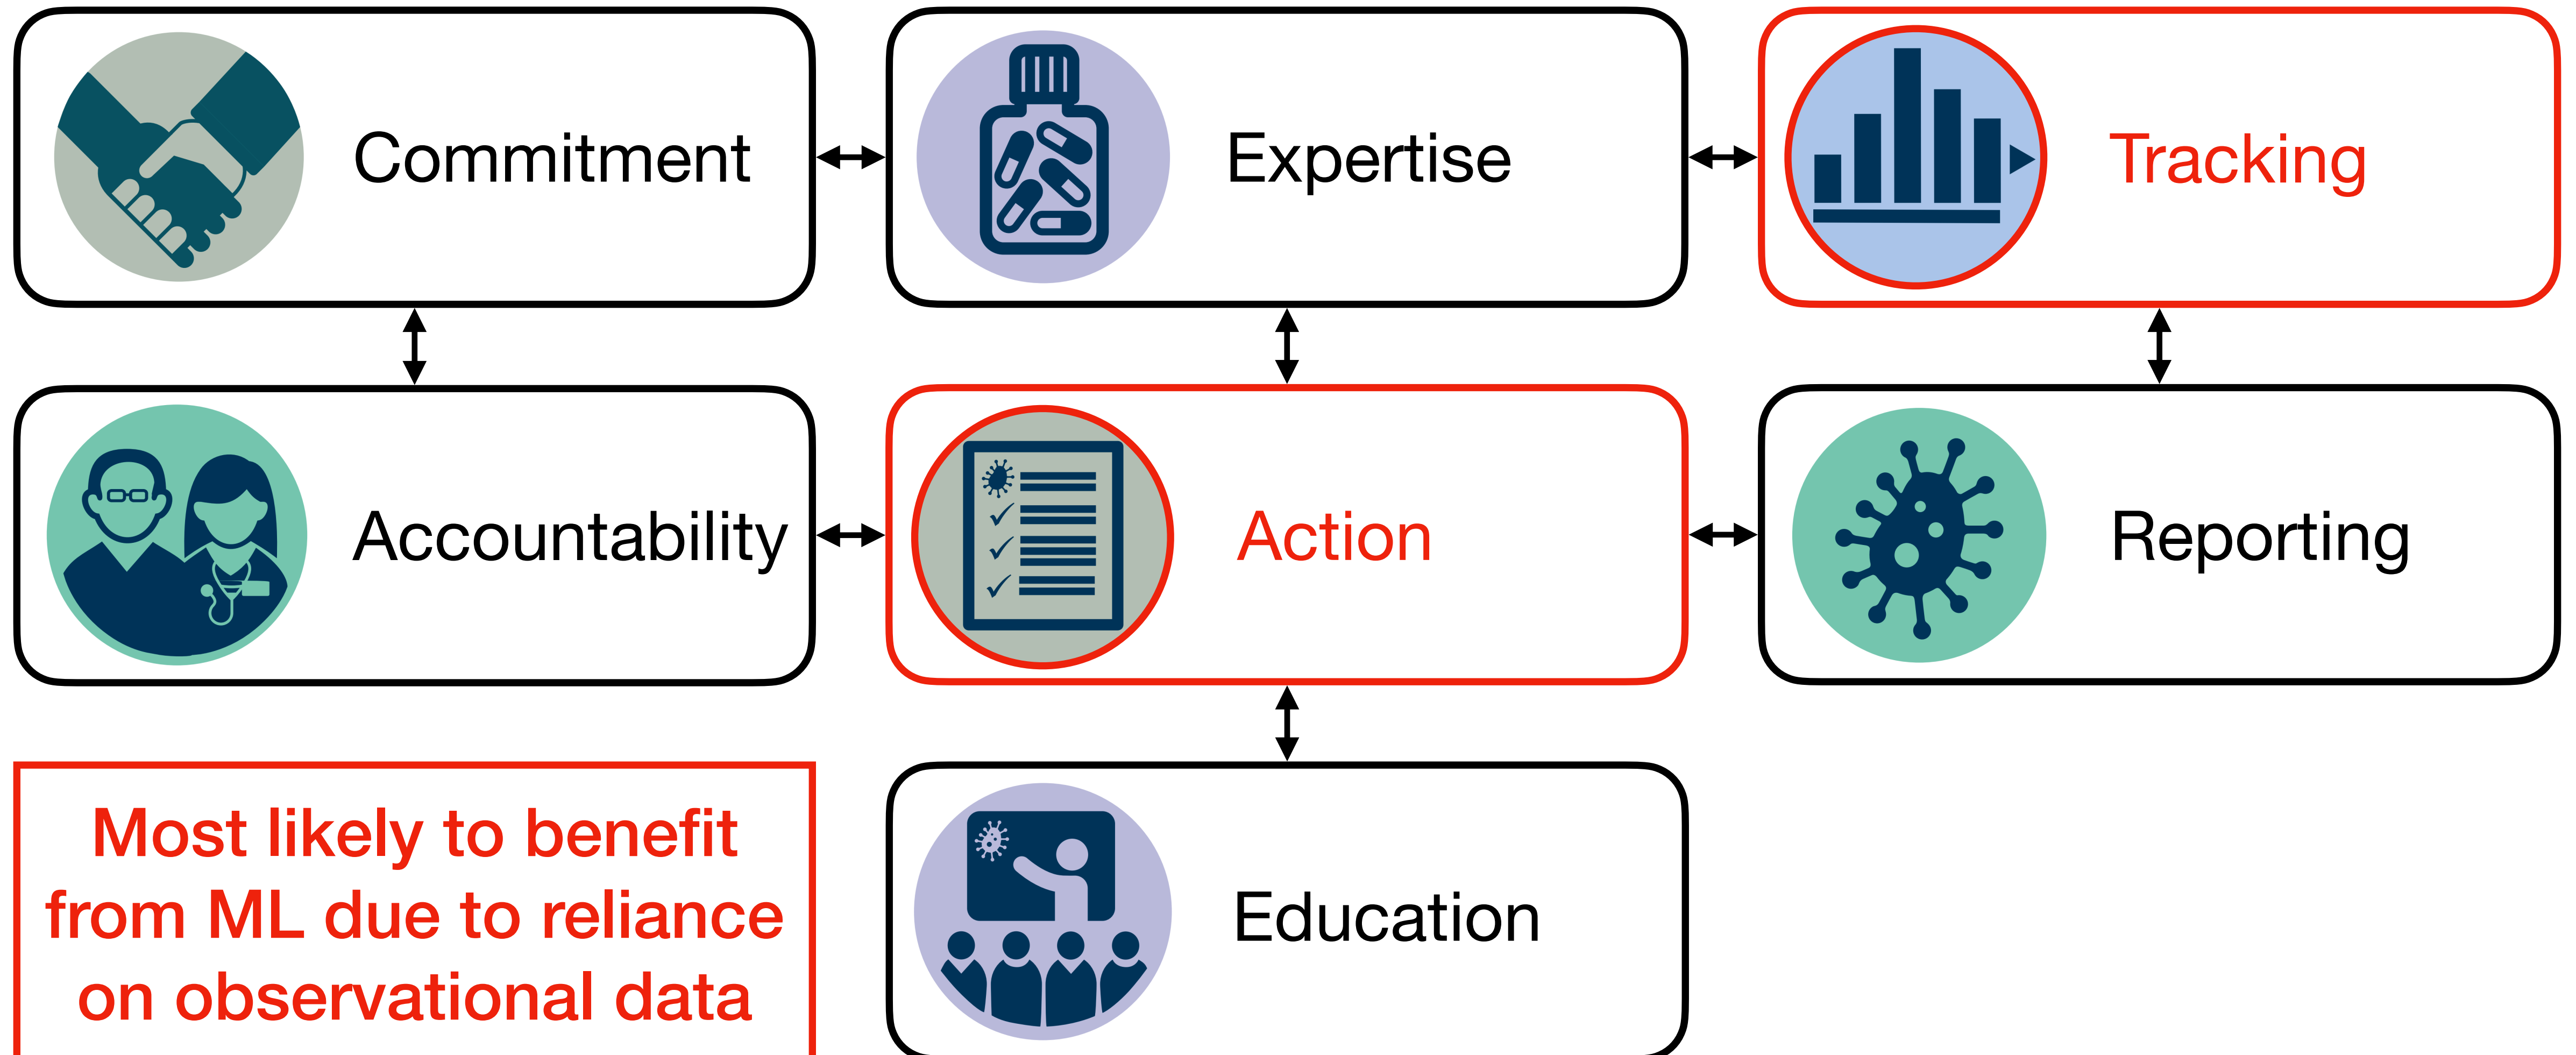 Commitment
Expertise
Tracking
Accountability
Action
Reporting
Most likely to benefit
from ML due to reliance
on observational data
Education